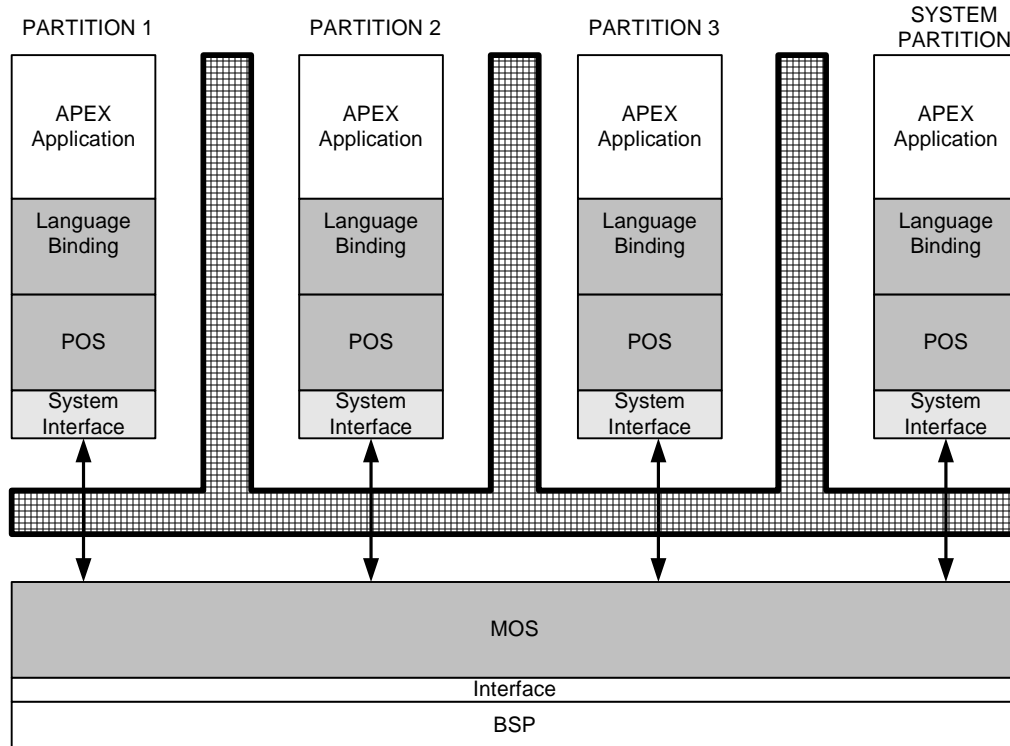 PARTITION 1
PARTITION 2
PARTITION 3
SYSTEM
PARTITION
APEX
Application
APEX
Application
APEX
Application
APEX
Application
Language
Binding
Language
Binding
Language
Binding
Language
Binding
POS
POS
POS
POS
System
Interface
System
Interface
System
Interface
System
Interface
MOS
Interface
BSP